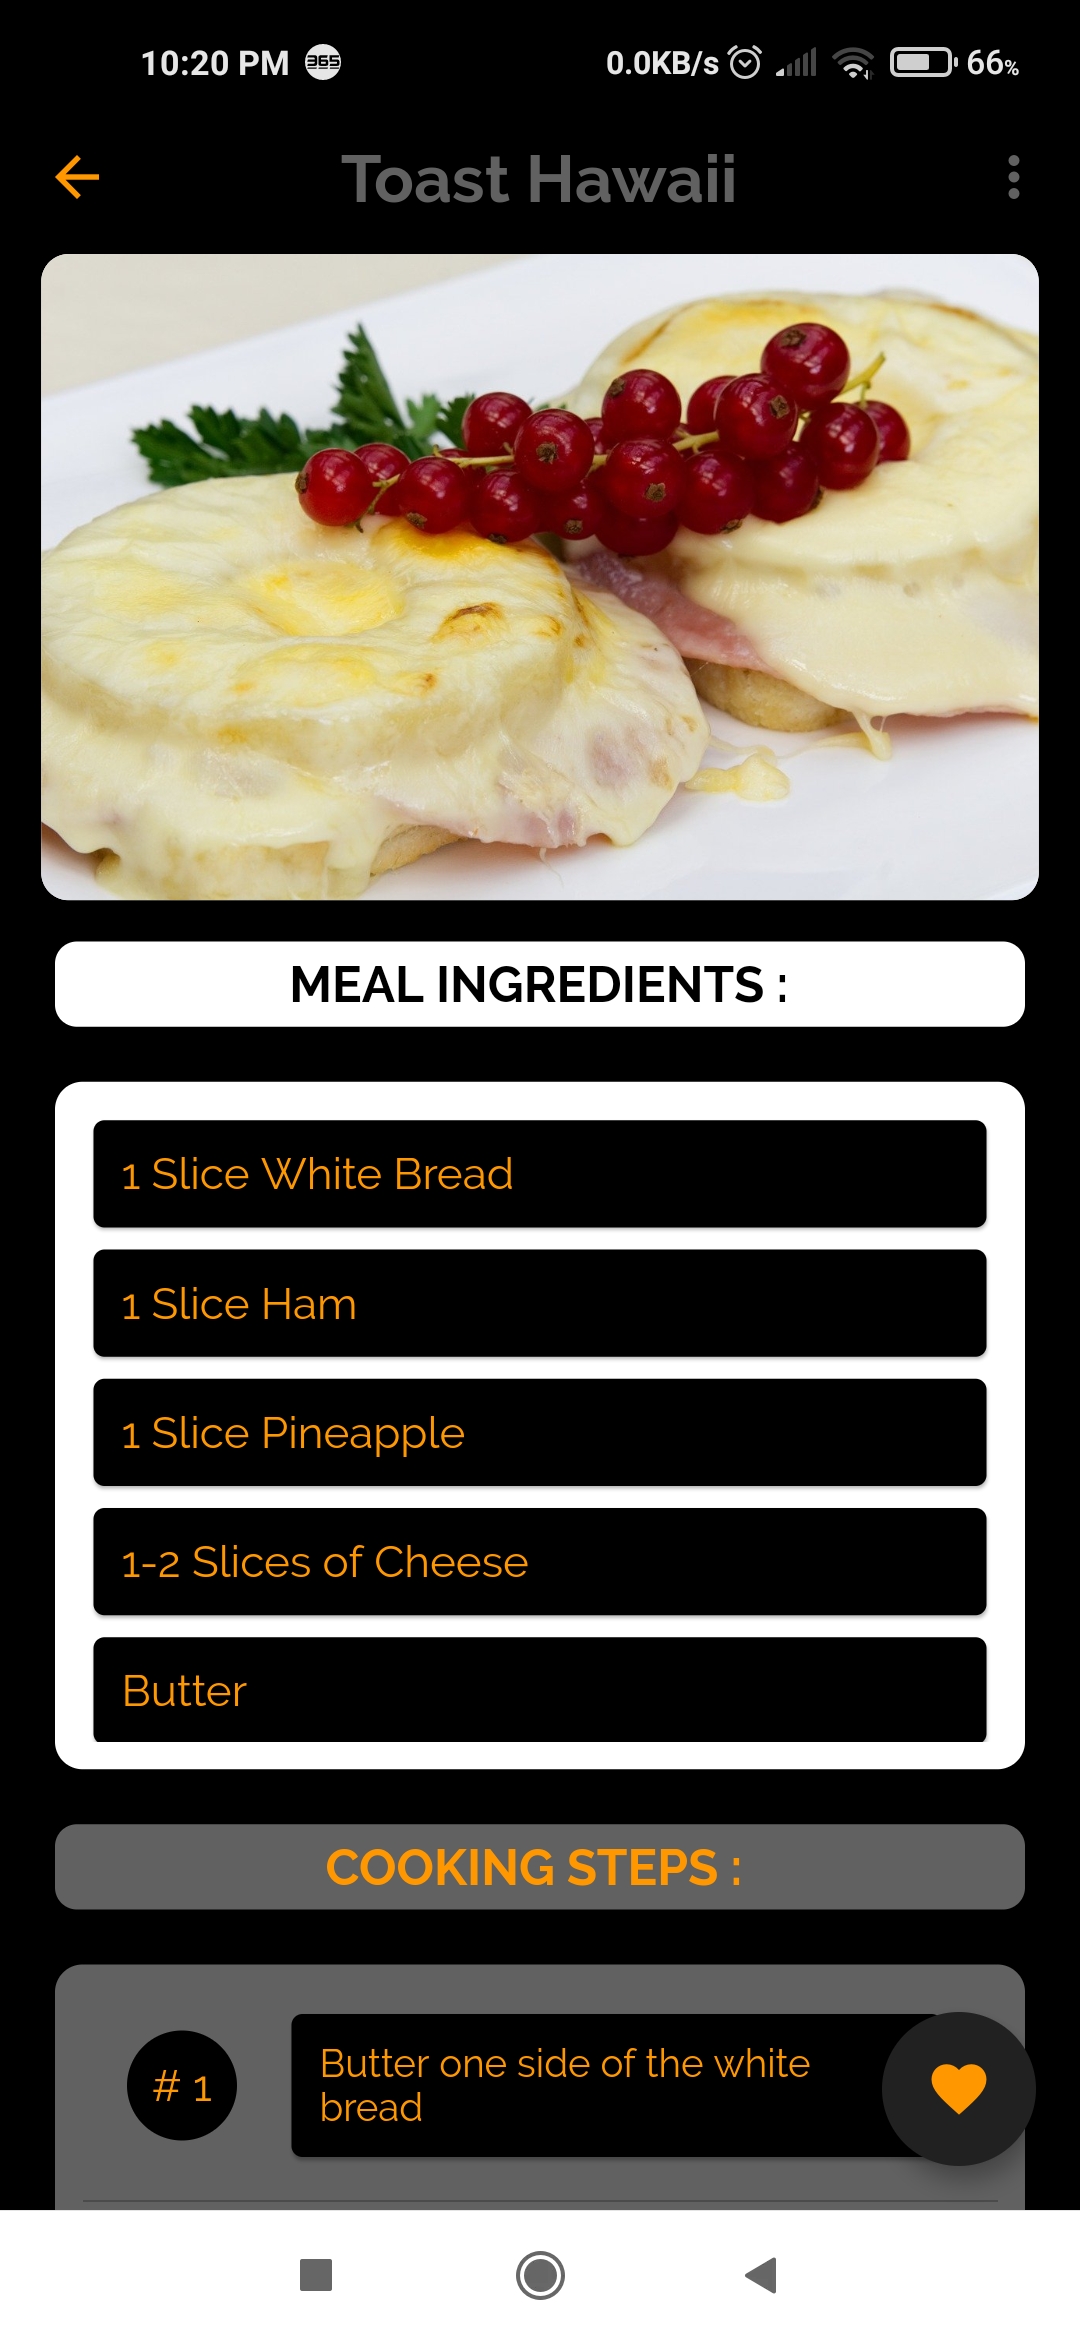 10:20 PM 365 0.0KB/s 66%
Toast Hawaii
MEAL INGREDIENTS :
1 Slice White Bread
1 Slice Ham
1 Slice Pineapple
1-2 Slices of Cheese
Butter
COOKING STEPS :
# 1
Butter one side of the white
bread